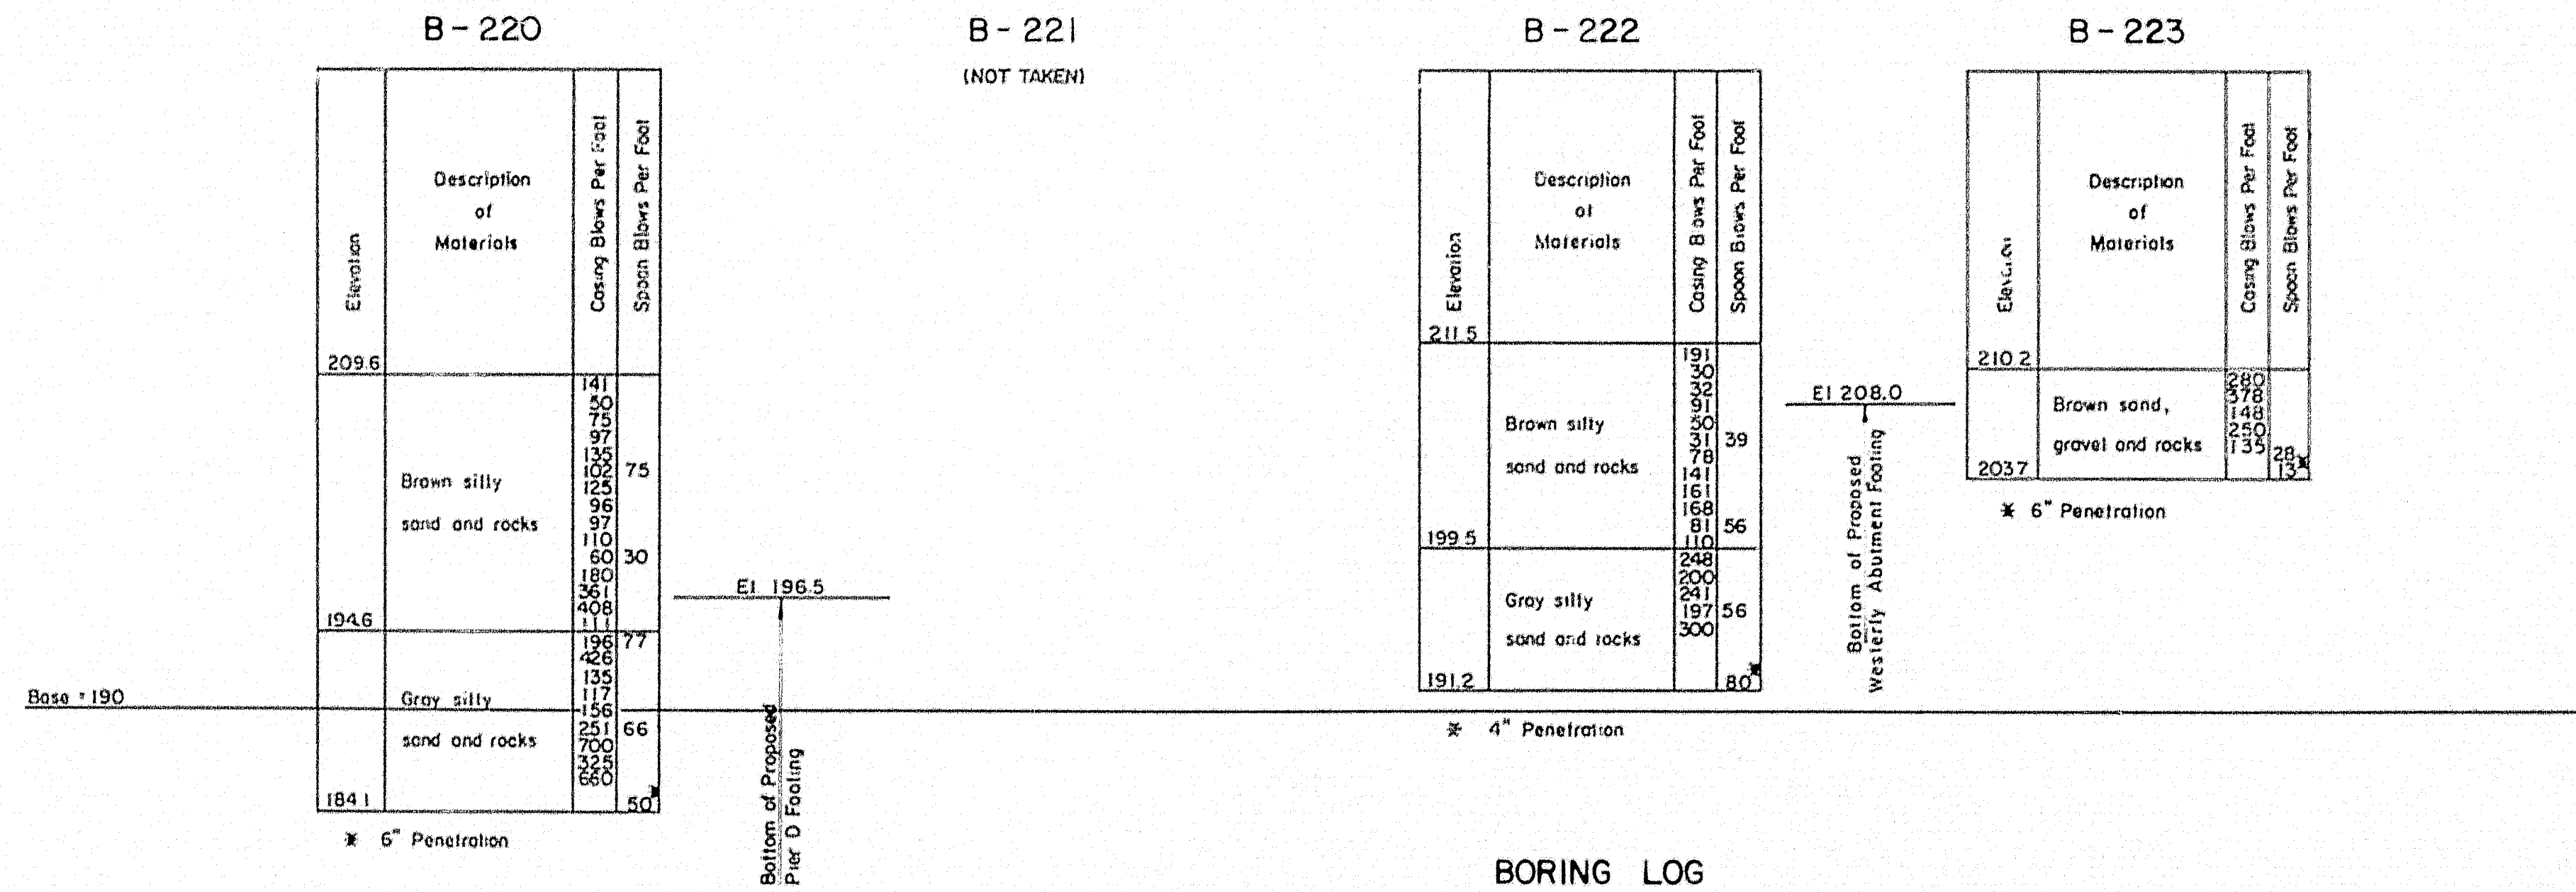 B-220
Elevation
Description
of
Materials
Casing Blows Per Foot
Spoon Blows Per Foot
209.6
141
50
75
97
135
102 75
125
96
97
110
60 30
180
361
408
111
Brown silty
sand and rocks
194.6
196 77
426
135
117
156
251 66
700
325
660
Gray silty
sand and rocks
184.1
50*
* 6" Penetration
Base = 190
El. 196.5
Bottom of Proposed
Pier D Footing
B-221
(NOT TAKEN)
B-222
Elevation
Description
of
Materials
Casing Blows Per Foot
Spoon Blows Per Foot
211.5
191
30
32
91
50
31 39
78
141
161
168
81 56
110
Brown silty
sand and rocks
199.5
248
200
241
197 56
300
Gray silty
sand and rocks
191.2
80*
* 4" Penetration
El 208.0
Bottom of Proposed
Westerly Abutment Footing
B-223
Elevation
Description
of
Materials
Casing Blows Per Foot
Spoon Blows Per Foot
210.2
280
378
148
250
135
Brown sand,
gravel and rocks
28
13*
203.7
* 6" Penetration
BORING LOG